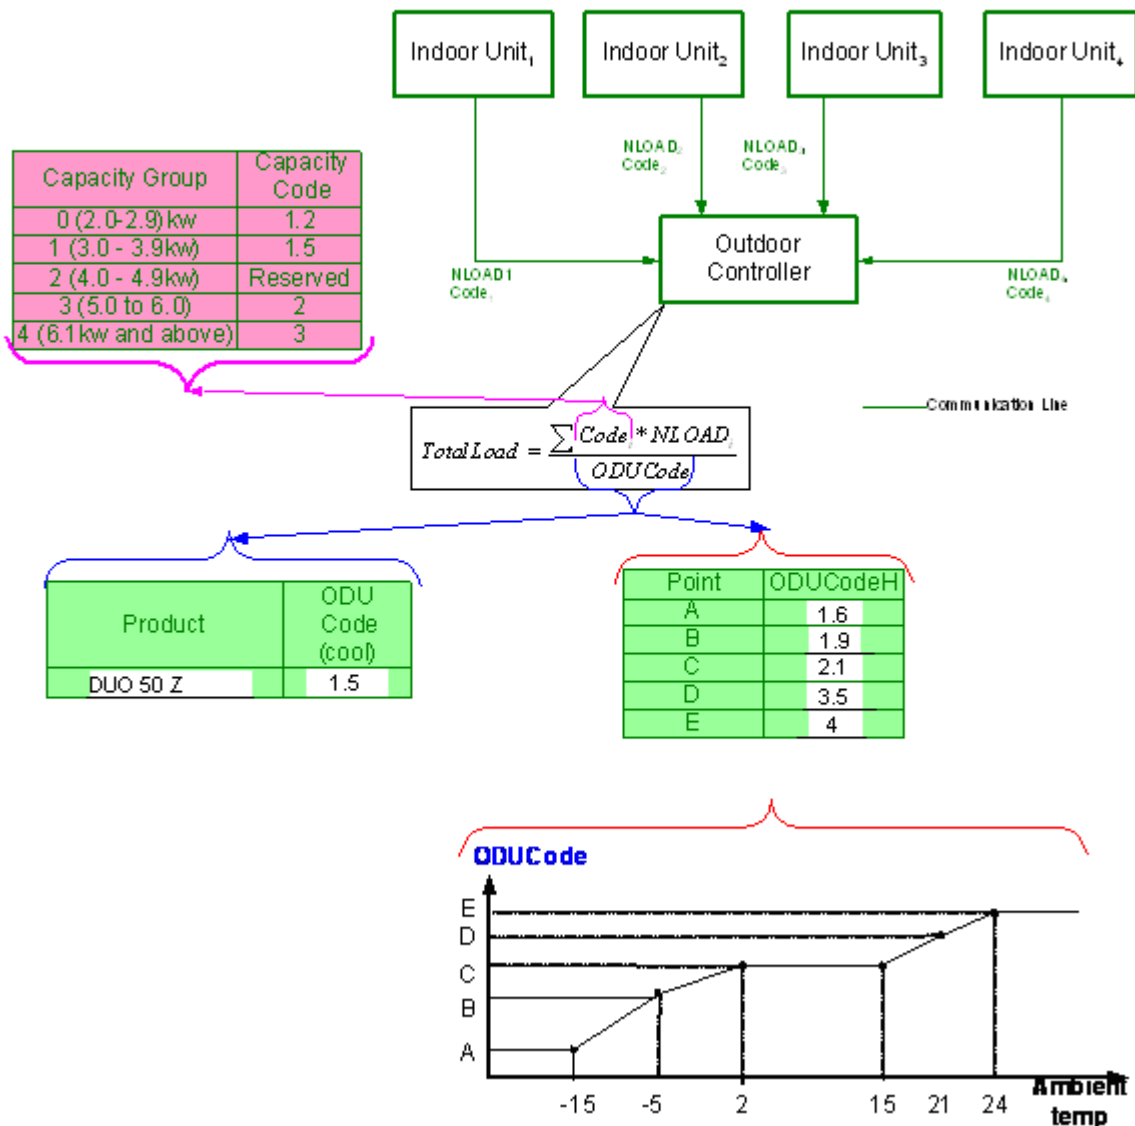 Indoor Unit₁
Indoor Unit₂
Indoor Unit₃
Indoor Unit₄
NLOAD₂
Code₂
NLOAD₃
Code₃
Capacity Group Capacity Code
0 (2.0-2.9) kw 1.2
1 (3.0 - 3.9kw) 1.5
2 (4.0 - 4.9kw) Reserved
3 (5.0 to 6.0) 2
4 (6.1kw and above) 3
Outdoor
Controller
NLOAD1
Code₁
NLOAD₄
Code₄
Communication Line
TotalLoad = ∑ Codeᵢ * NLOADᵢ
ODUCode
Product ODU Code (cool)
DUO 50 Z 1.5
Point ODUCodeH
A 1.6
B 1.9
C 2.1
D 3.5
E 4
ODUCode
E
D
C
B
A
-15 -5 2 15 21 24
Ambient
temp